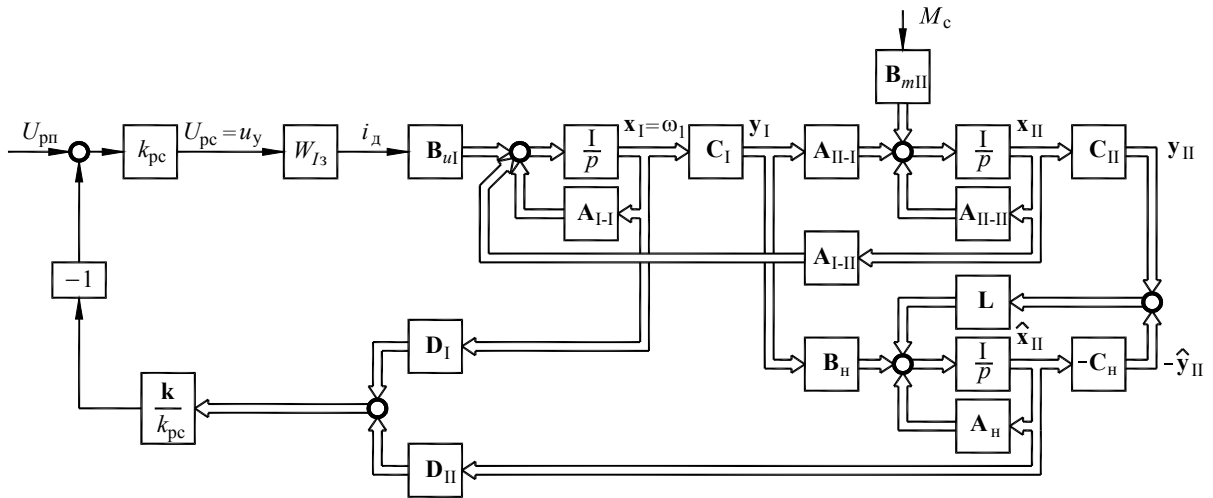 M_с
B_mII
U_рп
k_рс
U_рс = u_у
W_Iз
i_д
B_uI
I/p
x_I = ω_1
C_I
y_I
A_II-I
I/p
x_II
C_II
y_II
A_I-I
A_II-II
A_I-II
−1
L
D_I
B_н
I/p
x̂_II
-C_н
-ŷ_II
k/k_рс
A_н
D_II